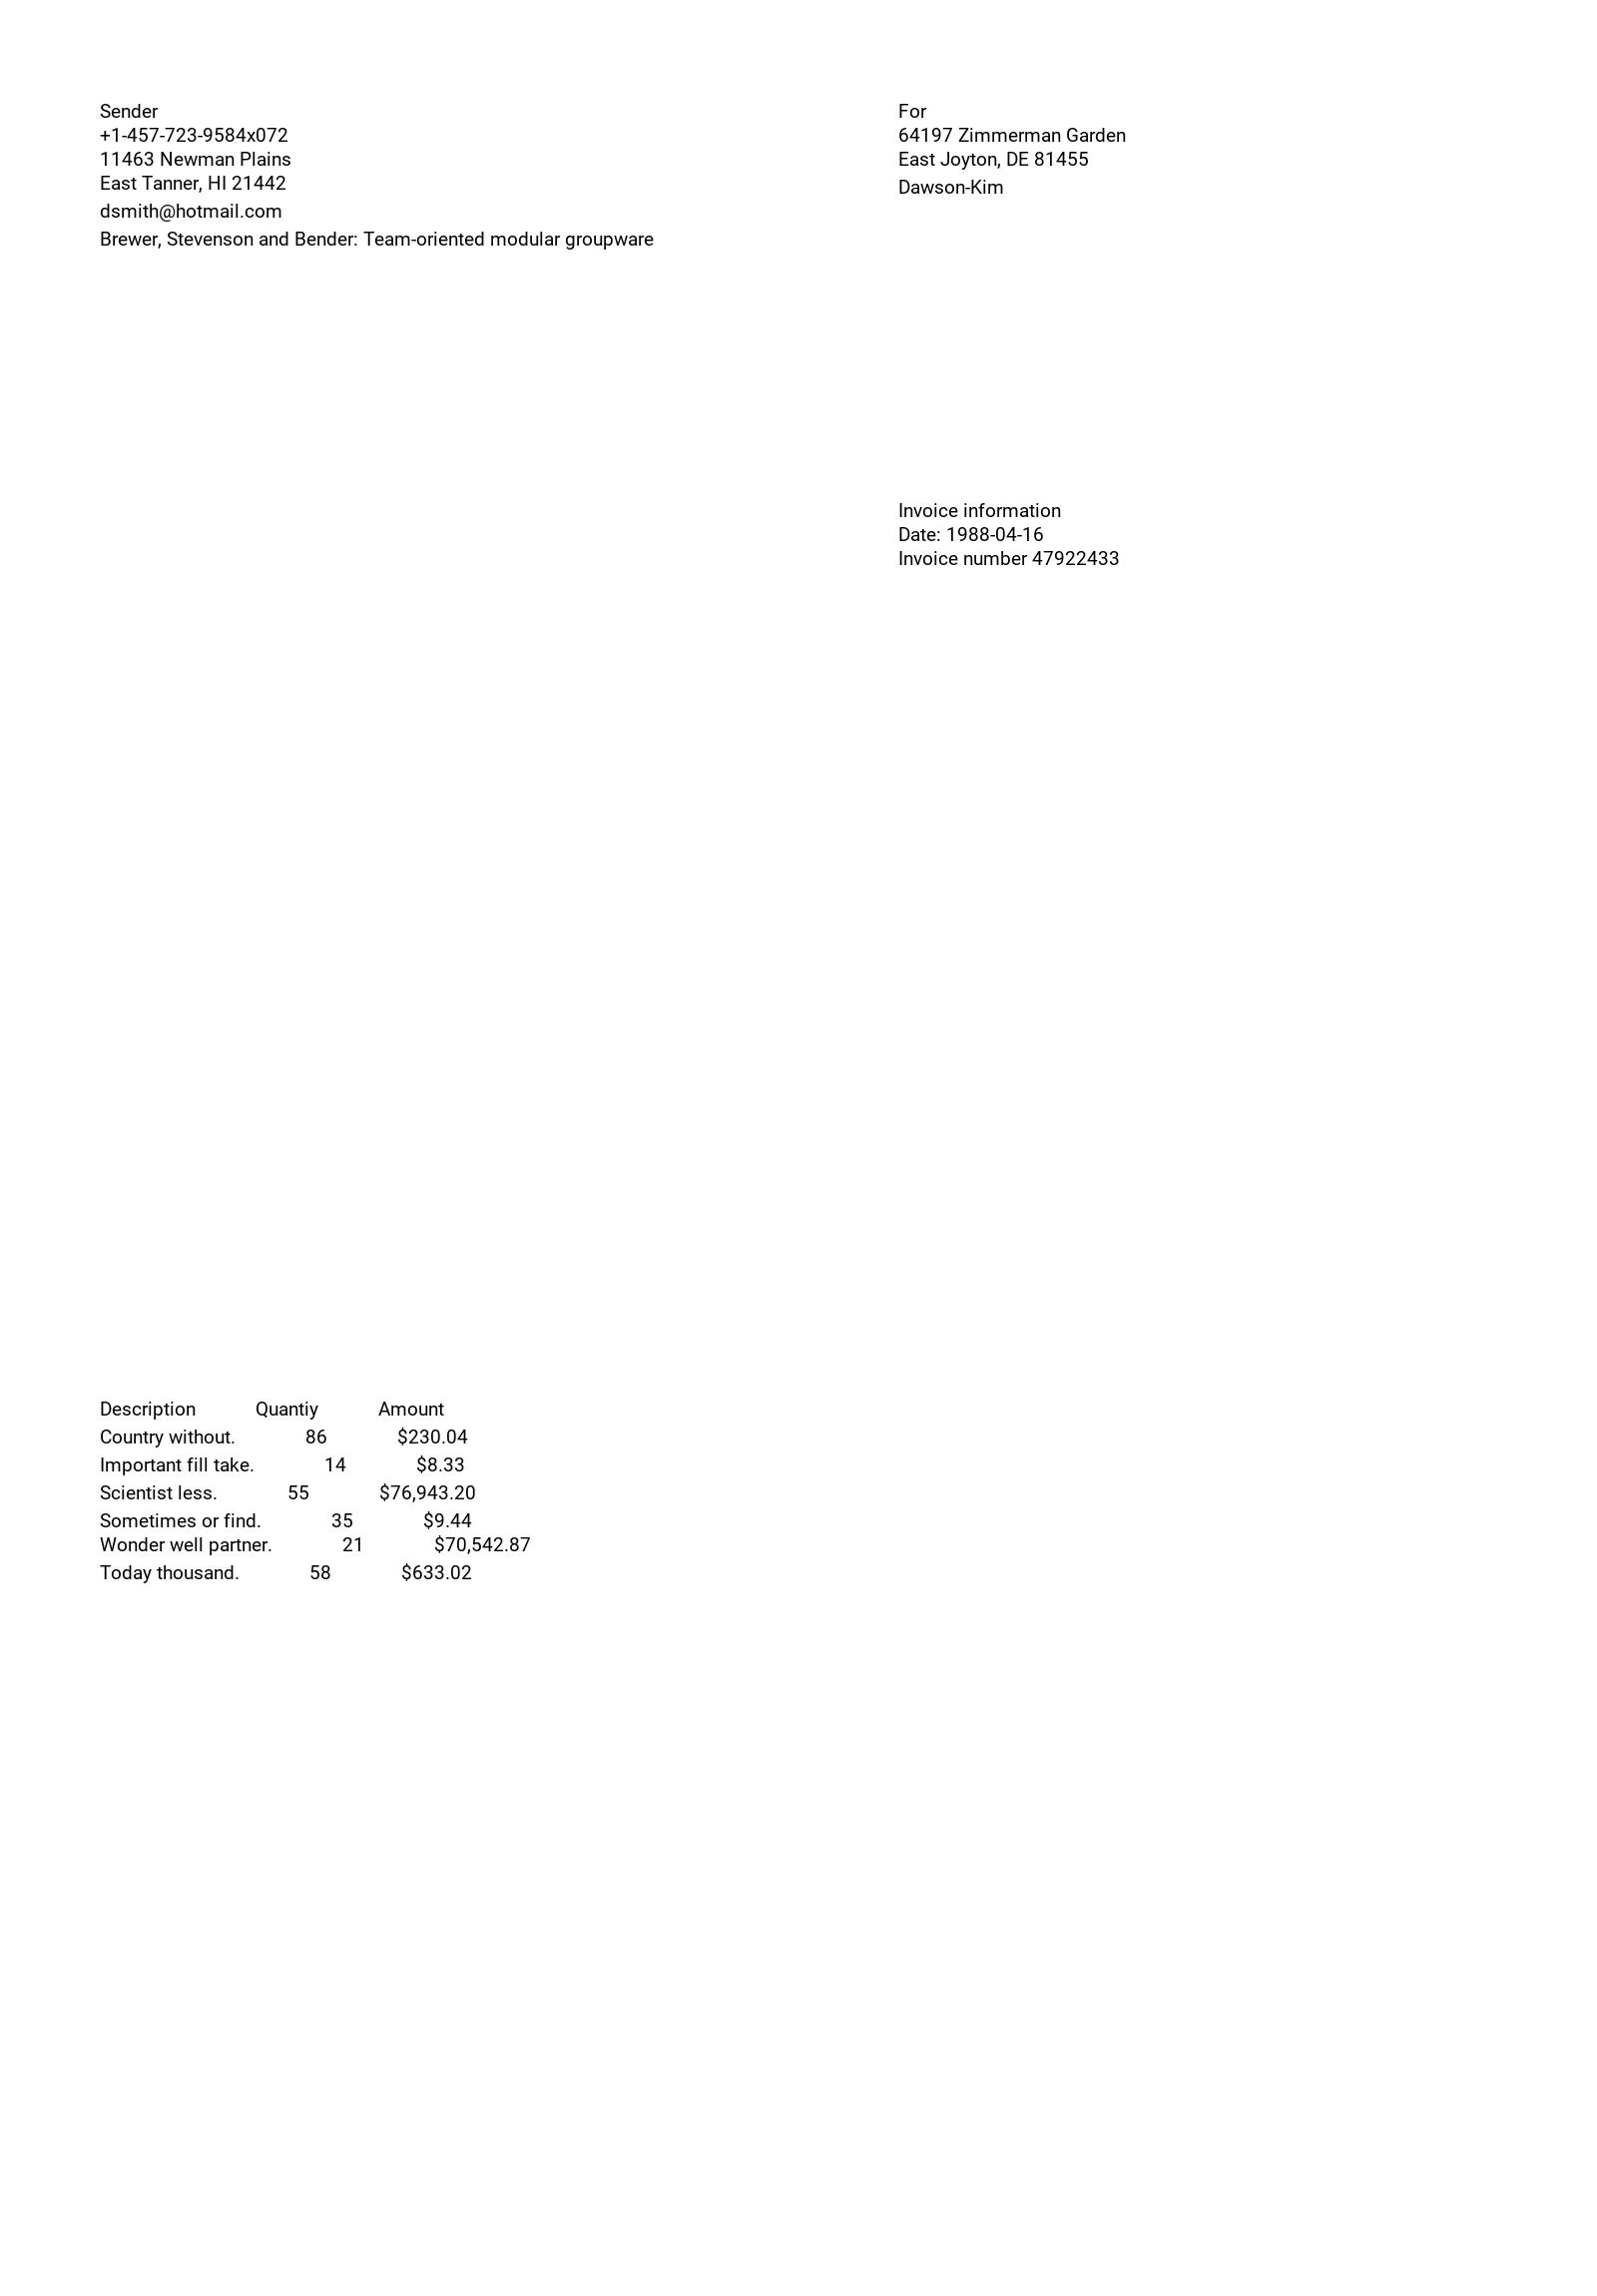 Sender
+1-457-723-9584x072
11463 Newman Plains
East Tanner, HI 21442
dsmith@hotmail.com
Brewer, Stevenson and Bender: Team-oriented modular groupware
For
64197 Zimmerman Garden
East Joyton, DE 81455
Dawson-Kim
Invoice information
Date: 1988-04-16
Invoice number 47922433
Description Quantiy Amount
Country without. 86 $230.04
Important fill take. 14 $8.33
Scientist less. 55 $76,943.20
Sometimes or find. 35 $9.44
Wonder well partner. 21 $70,542.87
Today thousand. 58 $633.02